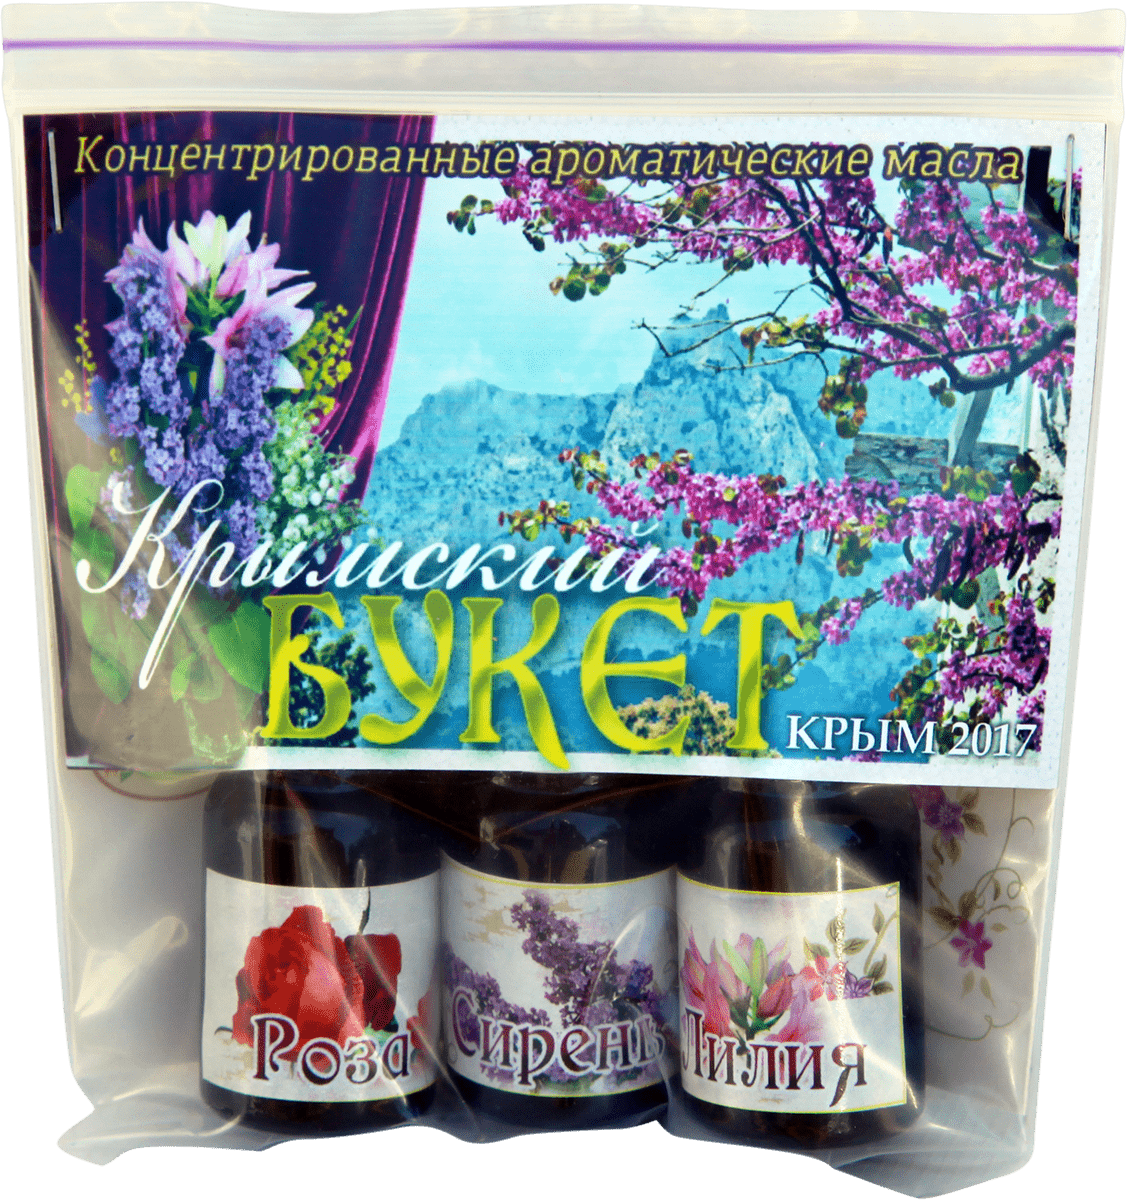 Концентрированные ароматические масла
Крымский
БУКЕТ
КРЫМ 2017
Роза
Сирень
Лилия